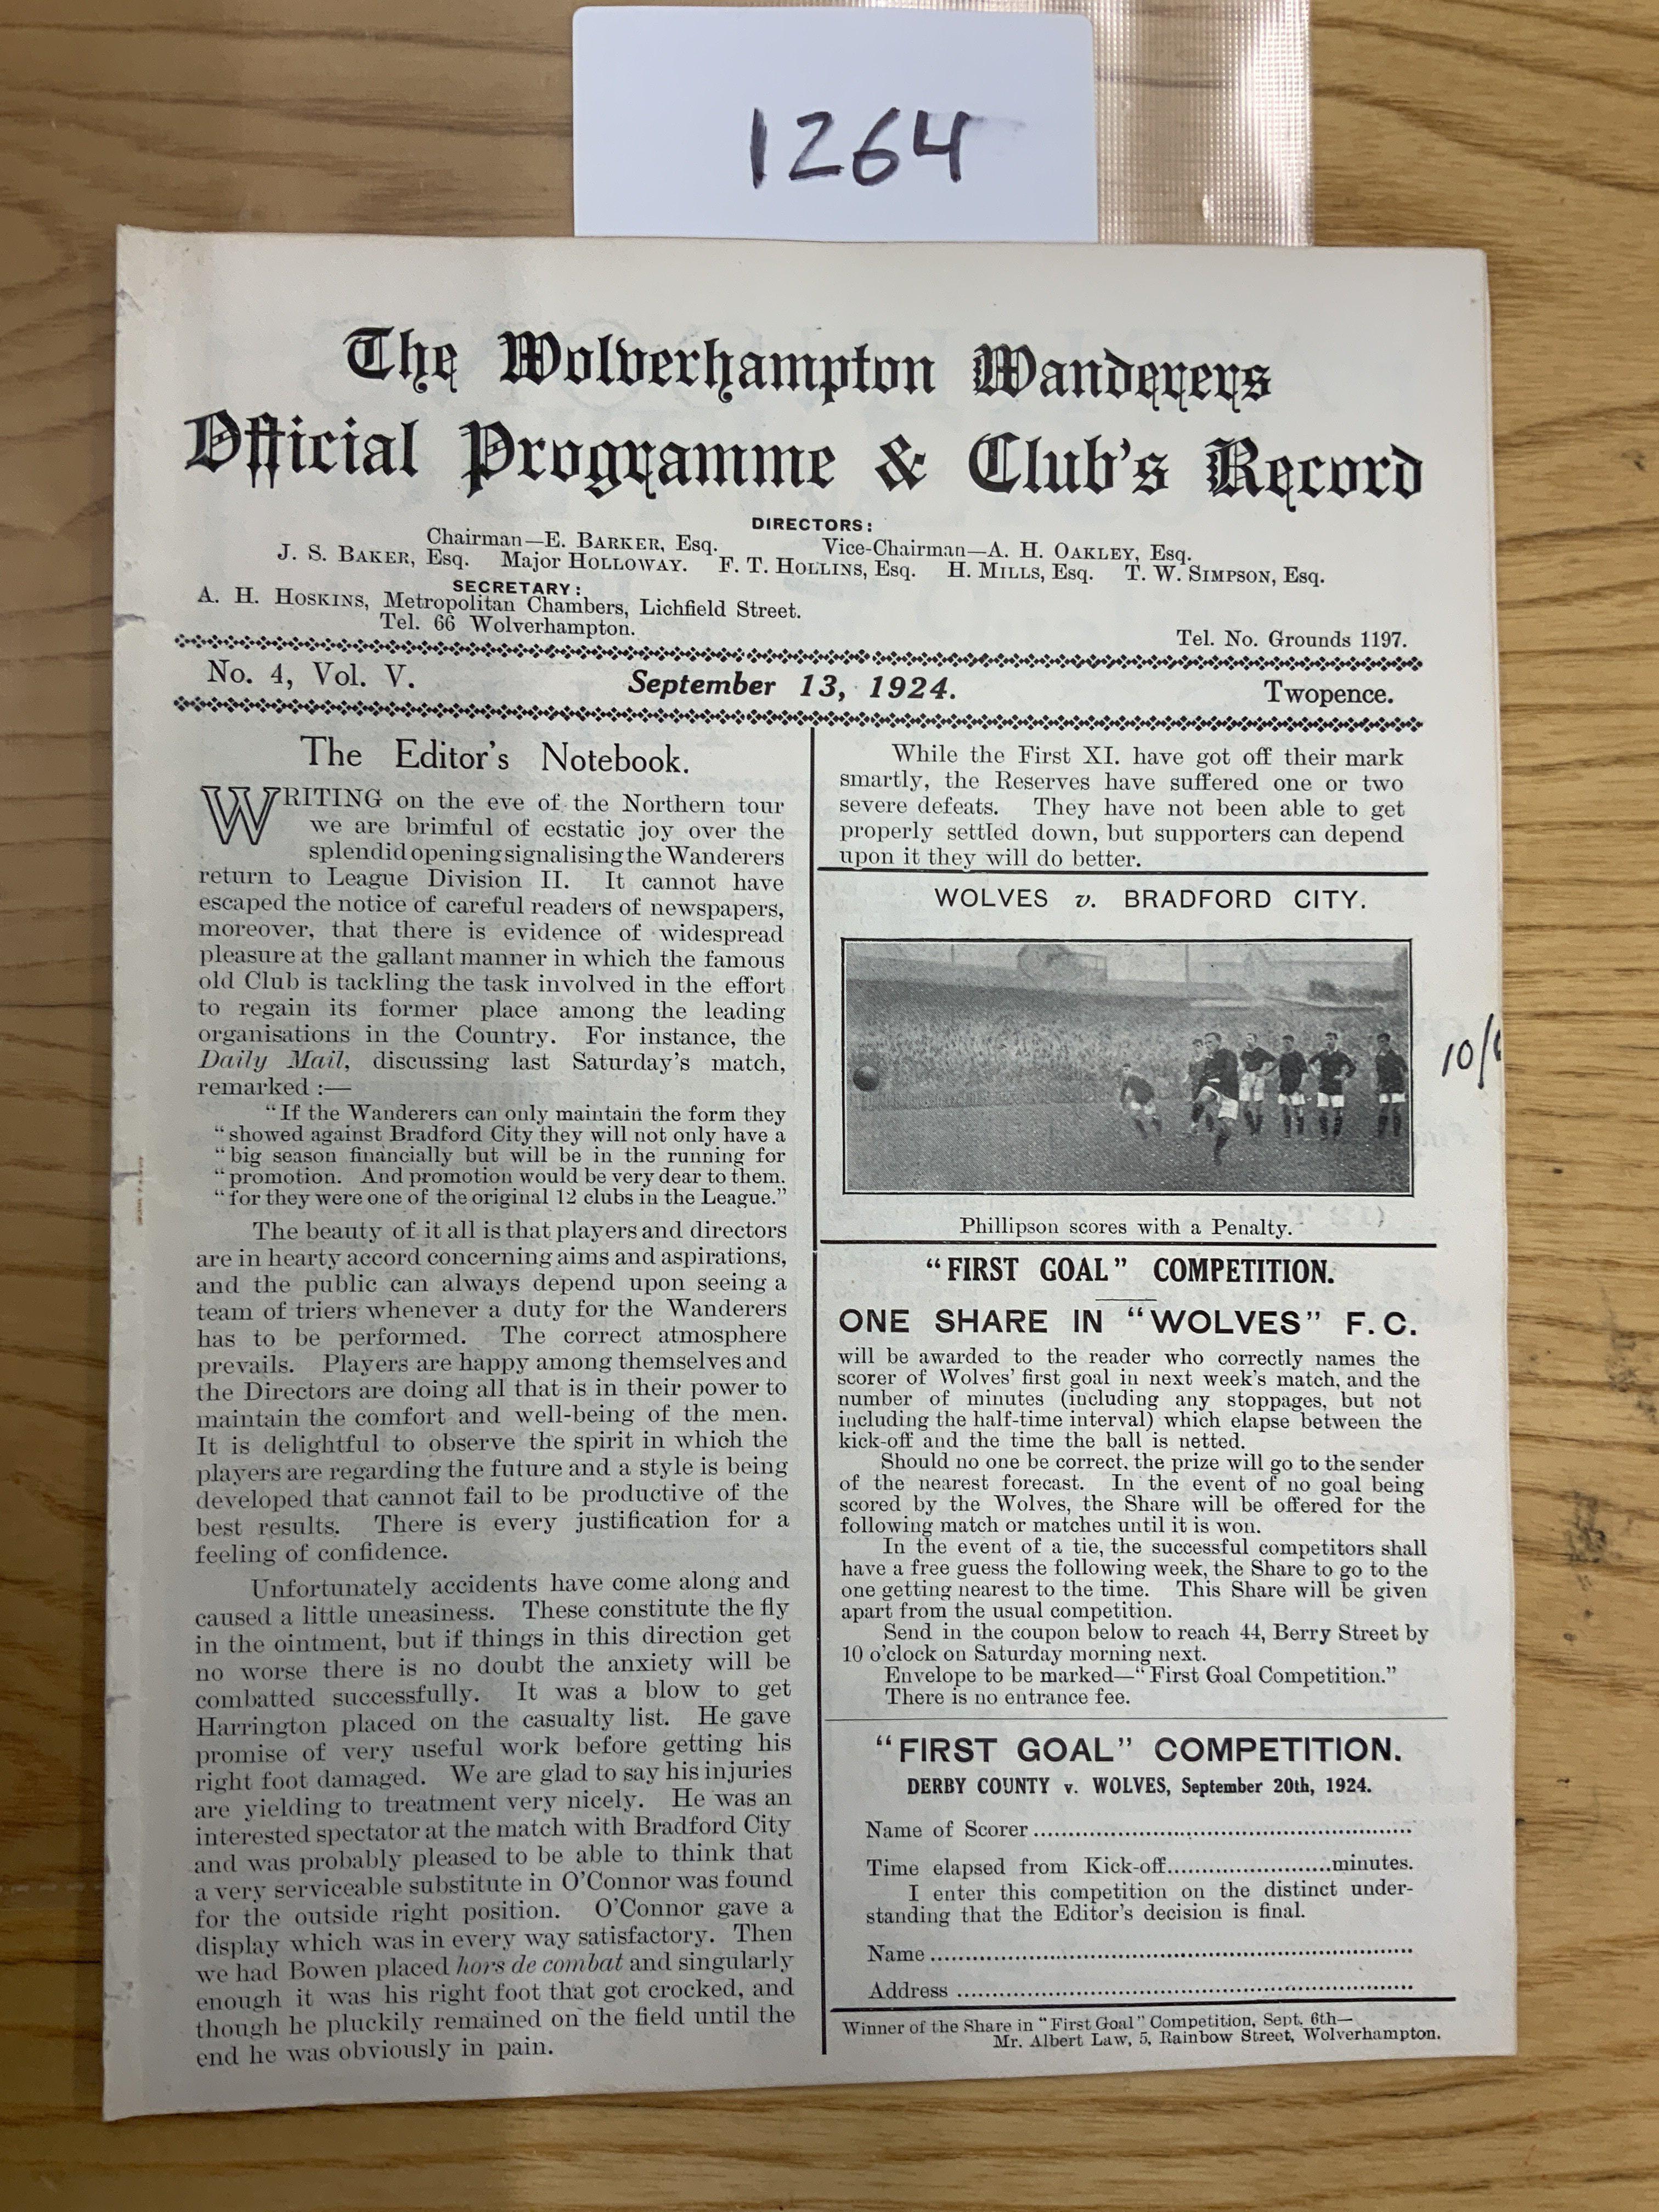 1264
The Wolverhampton Wanderers
Official Programme & Club's Record
DIRECTORS:
Chairman—E. BARKER, Esq. Vice-Chairman—A. H. OAKLEY, Esq.
J. S. BAKER, Esq. Major HOLLOWAY. F. T. HOLLINS, Esq. H. MILLS, Esq. T. W. SIMPSON, Esq.
SECRETARY:
A. H. HOSKINS, Metropolitan Chambers, Lichfield Street.
Tel. 66 Wolverhampton.
Tel. No. Grounds 1197.
No. 4, Vol. V. September 13, 1924. Twopence.
The Editor's Notebook.
WRITING on the eve of the Northern tour
we are brimful of ecstatic joy over the
splendid opening signalising the Wanderers
return to League Division II. It cannot have
escaped the notice of careful readers of newspapers,
moreover, that there is evidence of widespread
pleasure at the gallant manner in which the famous
old Club is tackling the task involved in the effort
to regain its former place among the leading
organisations in the Country. For instance, the
Daily Mail, discussing last Saturday's match,
remarked :—
"If the Wanderers can only maintain the form they
"showed against Bradford City they will not only have a
"big season financially but will be in the running for
"promotion. And promotion would be very dear to them.
"for they were one of the original 12 clubs in the League."
The beauty of it all is that players and directors
are in hearty accord concerning aims and aspirations,
and the public can always depend upon seeing a
team of triers whenever a duty for the Wanderers
has to be performed. The correct atmosphere
prevails. Players are happy among themselves and
the Directors are doing all that is in their power to
maintain the comfort and well-being of the men.
It is delightful to observe the spirit in which the
players are regarding the future and a style is being
developed that cannot fail to be productive of the
best results. There is every justification for a
feeling of confidence.
Unfortunately accidents have come along and
caused a little uneasiness. These constitute the fly
in the ointment, but if things in this direction get
no worse there is no doubt the anxiety will be
combatted successfully. It was a blow to get
Harrington placed on the casualty list. He gave
promise of very useful work before getting his
right foot damaged. We are glad to say his injuries
are yielding to treatment very nicely. He was an
interested spectator at the match with Bradford City
and was probably pleased to be able to think that
a very serviceable substitute in O'Connor was found
for the outside right position. O'Connor gave a
display which was in every way satisfactory. Then
we had Bowen placed hors de combat and singularly
enough it was his right foot that got crocked, and
though he pluckily remained on the field until the
end he was obviously in pain.
While the First XI. have got off their mark
smartly, the Reserves have suffered one or two
severe defeats. They have not been able to get
properly settled down, but supporters can depend
upon it they will do better.
WOLVES v. BRADFORD CITY.
Phillipson scores with a Penalty.
"FIRST GOAL" COMPETITION.
ONE SHARE IN "WOLVES" F.C.
will be awarded to the reader who correctly names the
scorer of Wolves' first goal in next week's match, and the
number of minutes (including any stoppages, but not
including the half-time interval) which elapse between the
kick-off and the time the ball is netted.
Should no one be correct, the prize will go to the sender
of the nearest forecast. In the event of no goal being
scored by the Wolves, the Share will be offered for the
following match or matches until it is won.
In the event of a tie, the successful competitors shall
have a free guess the following week, the Share to go to the
one getting nearest to the time. This Share will be given
apart from the usual competition.
Send in the coupon below to reach 44, Berry Street by
10 o'clock on Saturday morning next.
Envelope to be marked—"First Goal Competition."
There is no entrance fee.
"FIRST GOAL" COMPETITION.
DERBY COUNTY v. WOLVES, September 20th, 1924.
Name of Scorer
Time elapsed from Kick-off minutes.
I enter this competition on the distinct under-
standing that the Editor's decision is final.
Name
Address
Winner of the Share in "First Goal" Competition, Sept. 6th—
Mr. Albert Law, 5, Rainbow Street, Wolverhampton.
10/